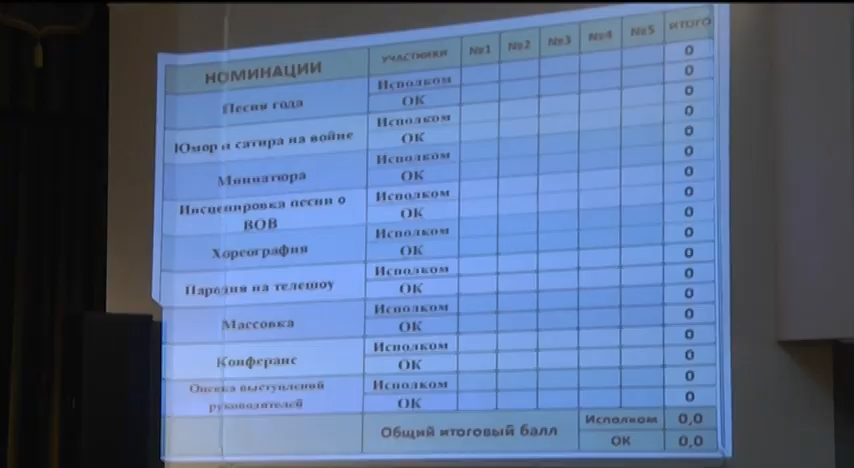 НОМИНАЦИИ УЧАСТНИКИ №1 №2 №3 №4 №5 ИТОГО
Песня года Исполком 0
ОК 0
Юмор и сатира на войне Исполком 0
ОК 0
Миниатюра Исполком 0
ОК 0
Инсценировка песни о Исполком 0
ВОВ ОК 0
Хореография Исполком 0
ОК 0
Пародия на телешоу Исполком 0
ОК 0
Массовка Исполком 0
ОК 0
Конферанс Исполком 0
ОК 0
Оценка выступлений Исполком 0
руководителей ОК 0
Общий итоговый балл Исполком 0,0
ОК 0,0